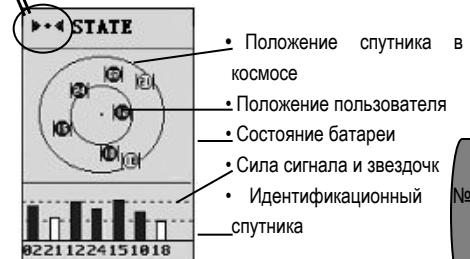 STATE
• Положение спутника в
космосе
• Положение пользователя
• Состояние батареи
• Сила сигнала и звездочк
• Идентификационный №
спутника
02211224151018